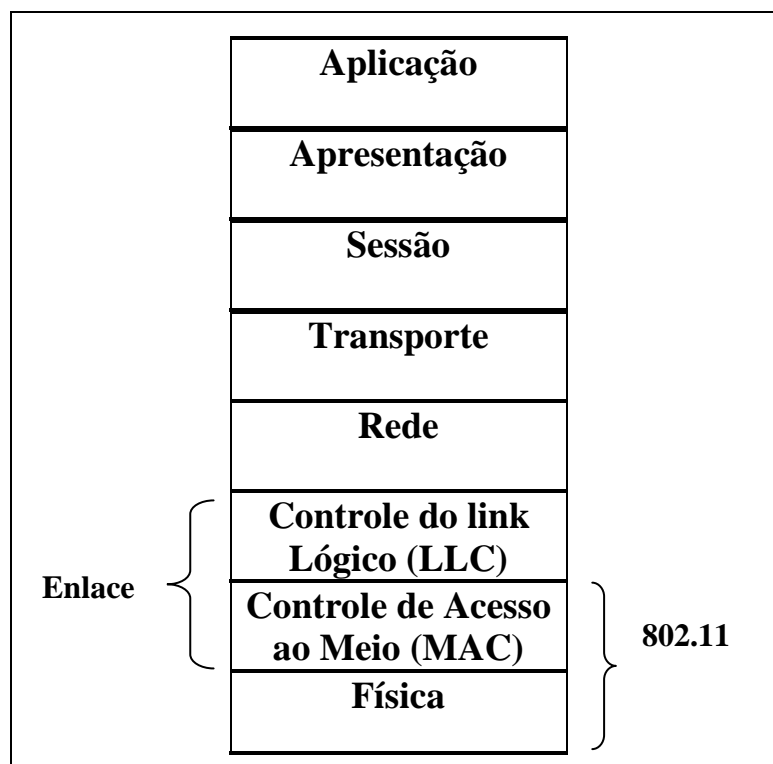 Aplicação
Apresentação
Sessão
Transporte
Rede
Controle do link
Lógico (LLC)
Enlace
Controle de Acesso
ao Meio (MAC)
802.11
Física